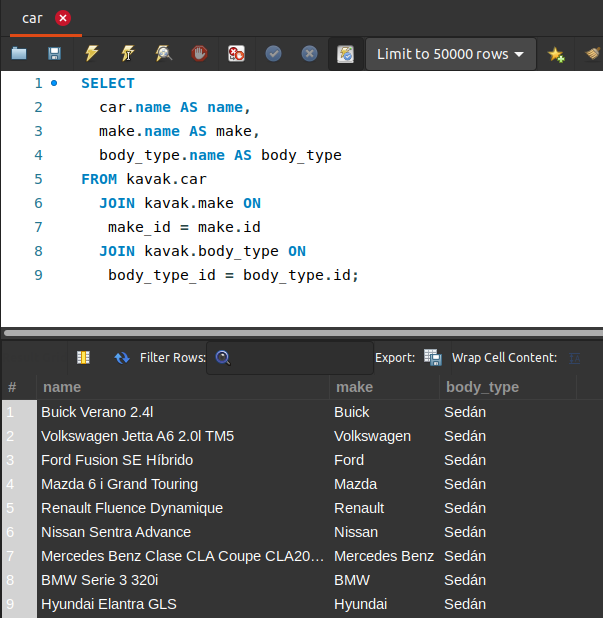 car
Limit to 50000 rows
1 SELECT
2 car.name AS name,
3 make.name AS make,
4 body_type.name AS body_type
5 FROM kavak.car
6 JOIN kavak.make ON
7 make_id = make.id
8 JOIN kavak.body_type ON
9 body_type_id = body_type.id;
Filter Rows: Export: Wrap Cell Content: IA
# name make body_type
1 Buick Verano 2.4l Buick Sedán
2 Volkswagen Jetta A6 2.0l TM5 Volkswagen Sedán
3 Ford Fusion SE Híbrido Ford Sedán
4 Mazda 6 i Grand Touring Mazda Sedán
5 Renault Fluence Dynamique Renault Sedán
6 Nissan Sentra Advance Nissan Sedán
7 Mercedes Benz Clase CLA Coupe CLA20... Mercedes Benz Sedán
8 BMW Serie 3 320i BMW Sedán
9 Hyundai Elantra GLS Hyundai Sedán